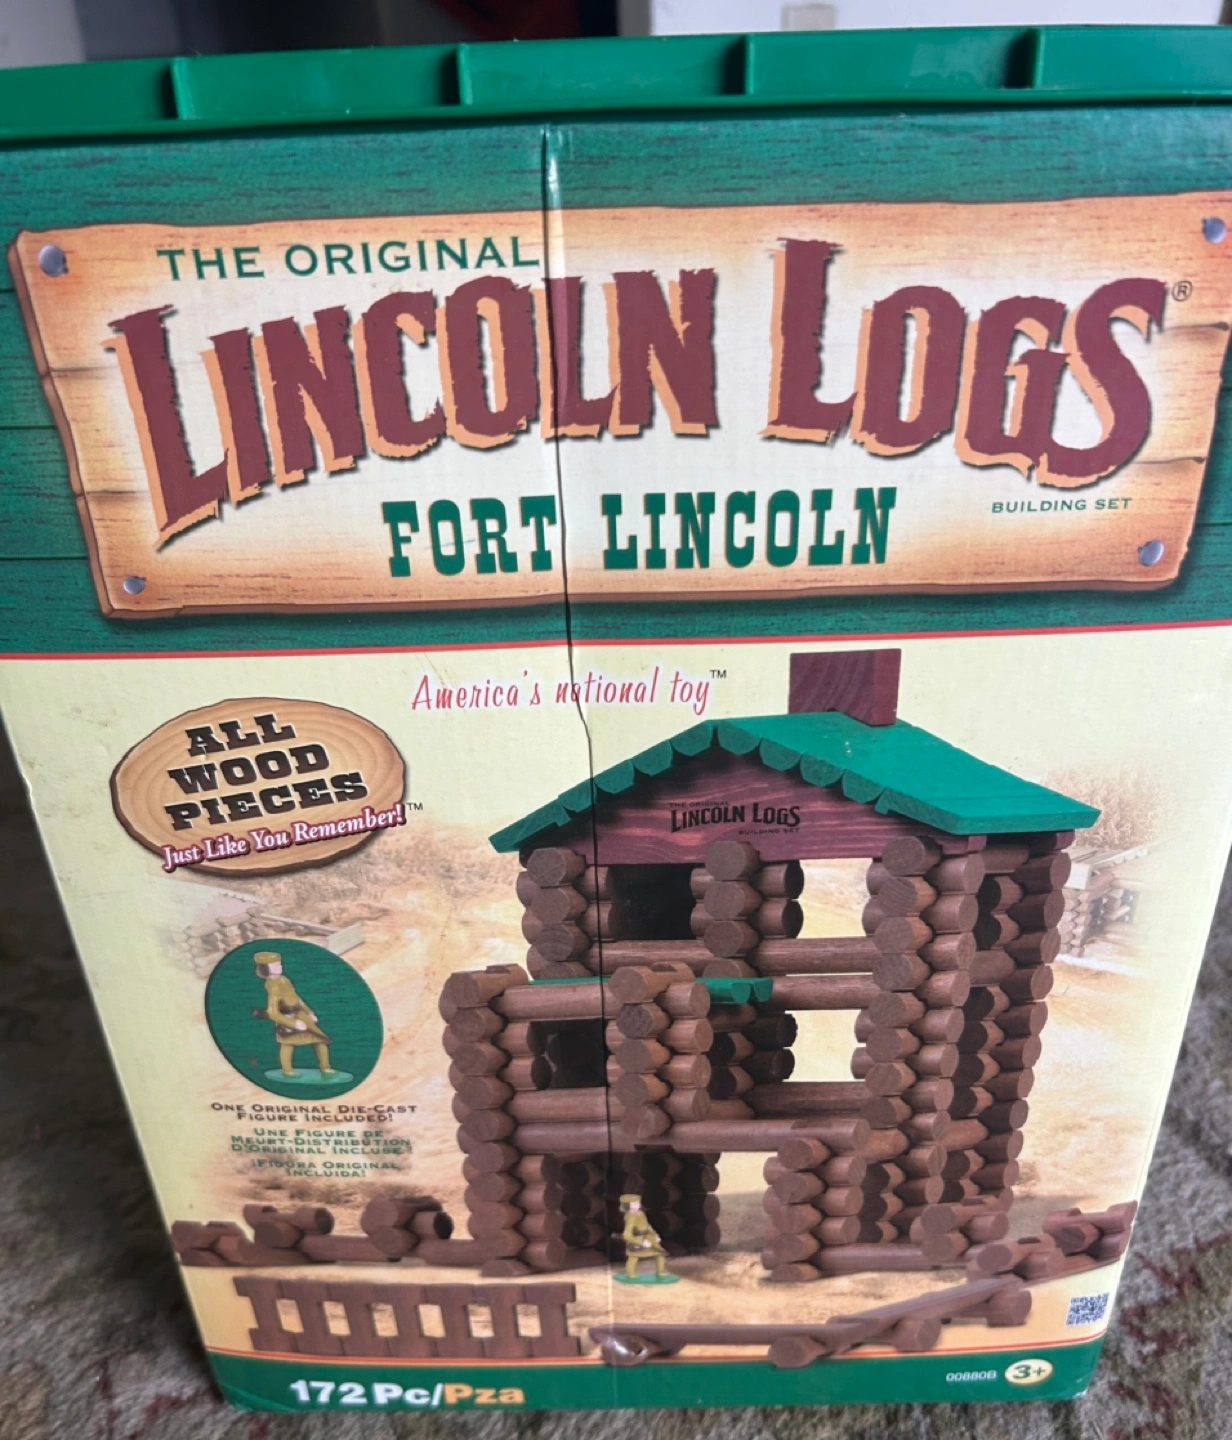 THE ORIGINAL
LINCOLN LOGS®
BUILDING SET
FORT LINCOLN
America's national toy™
ALL
WOOD
PIECES
Just Like You Remember!™
THE ORIGINAL
LINCOLN LOGS
BUILDING SET
ONE ORIGINAL DIE-CAST
FIGURE INCLUDED!
UNE FIGURE DE
MEURT-DISTRIBUTION
D'ORIGINAL INCLUSE!
¡FIGURA ORIGINAL
INCLUIDA!
172 Pc/Pza
00880B
3+